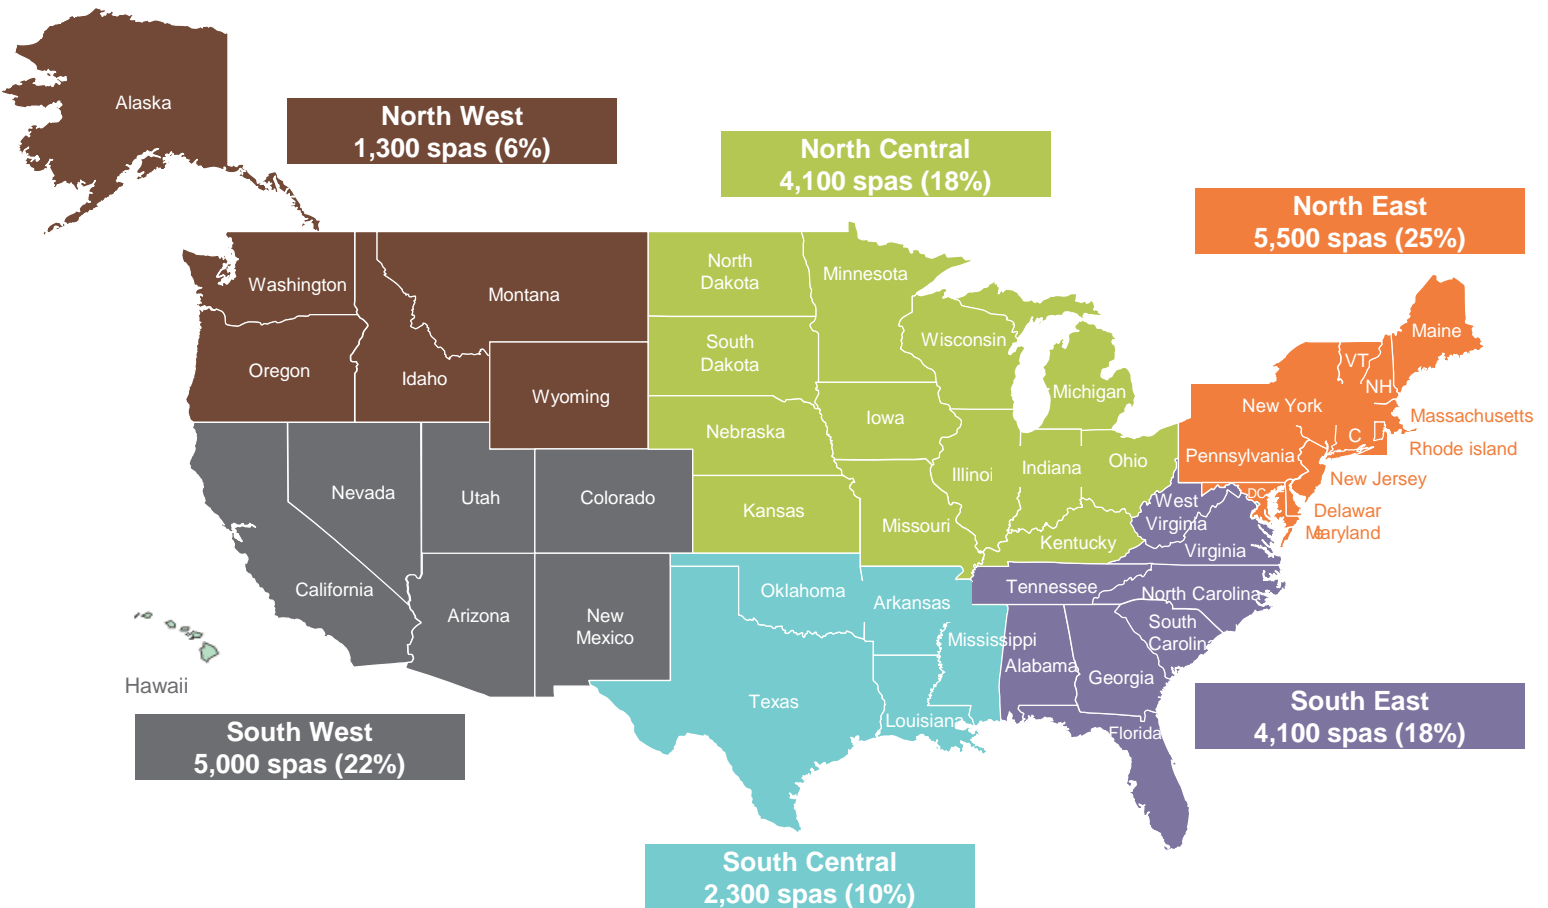 Alaska
North West
1,300 spas (6%)
North Central
4,100 spas (18%)
North East
5,500 spas (25%)
Washington
Montana
North
Dakota
Minnesota
Oregon
Idaho
Wyoming
South
Dakota
Wisconsin
Michigan
Maine
VT
NH
New York
Massachusetts
C
Rhode island
Nebraska
Iowa
Pennsylvania
New Jersey
Nevada
Utah
Colorado
Kansas
Missouri
Illinoi
Indiana
Ohio
DC
Delawar
e
Maryland
West
Virginia
Kentucky
Virginia
California
Arizona
New
Mexico
Oklahoma
Arkansas
Tennessee
North Carolina
South
Carolina
Mississippi
Alabama
Georgia
Texas
Louisiana
Florida
Hawaii
South West
5,000 spas (22%)
South East
4,100 spas (18%)
South Central
2,300 spas (10%)